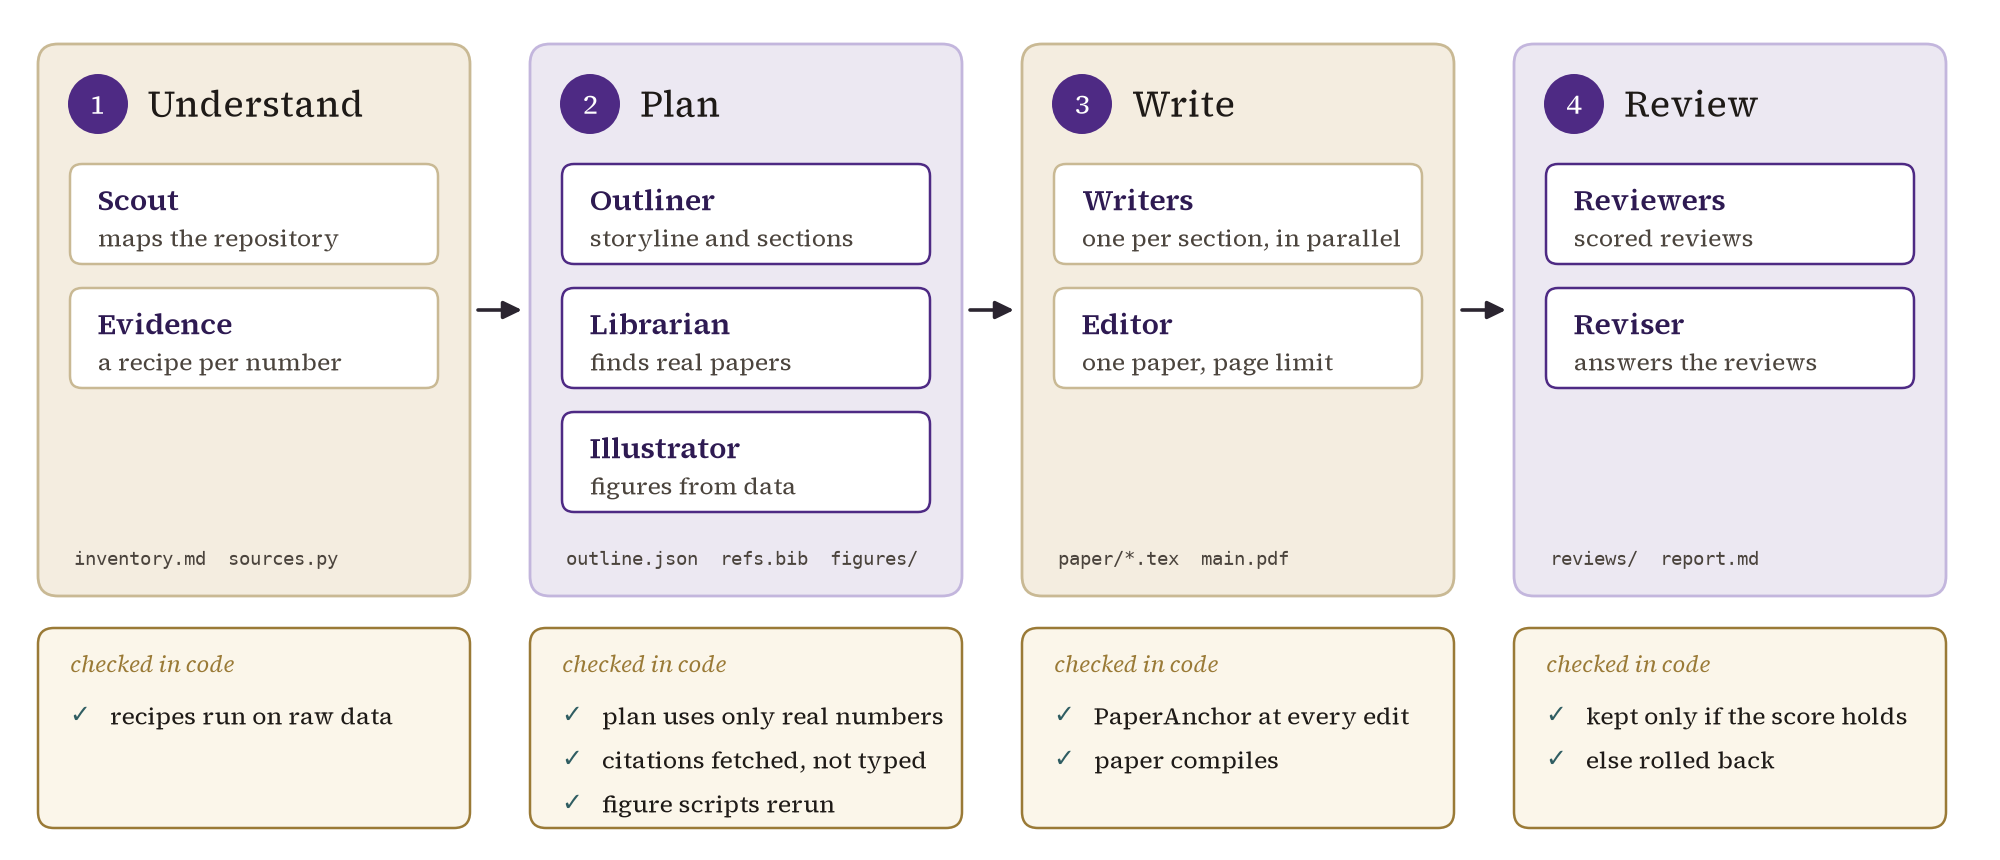 1 Understand
Scout
maps the repository
Evidence
a recipe per number
inventory.md sources.py
2 Plan
Outliner
storyline and sections
Librarian
finds real papers
Illustrator
figures from data
outline.json refs.bib figures/
3 Write
Writers
one per section, in parallel
Editor
one paper, page limit
paper/*.tex main.pdf
4 Review
Reviewers
scored reviews
Reviser
answers the reviews
reviews/ report.md
checked in code
✓ recipes run on raw data
checked in code
✓ plan uses only real numbers
✓ citations fetched, not typed
✓ figure scripts rerun
checked in code
✓ PaperAnchor at every edit
✓ paper compiles
checked in code
✓ kept only if the score holds
✓ else rolled back